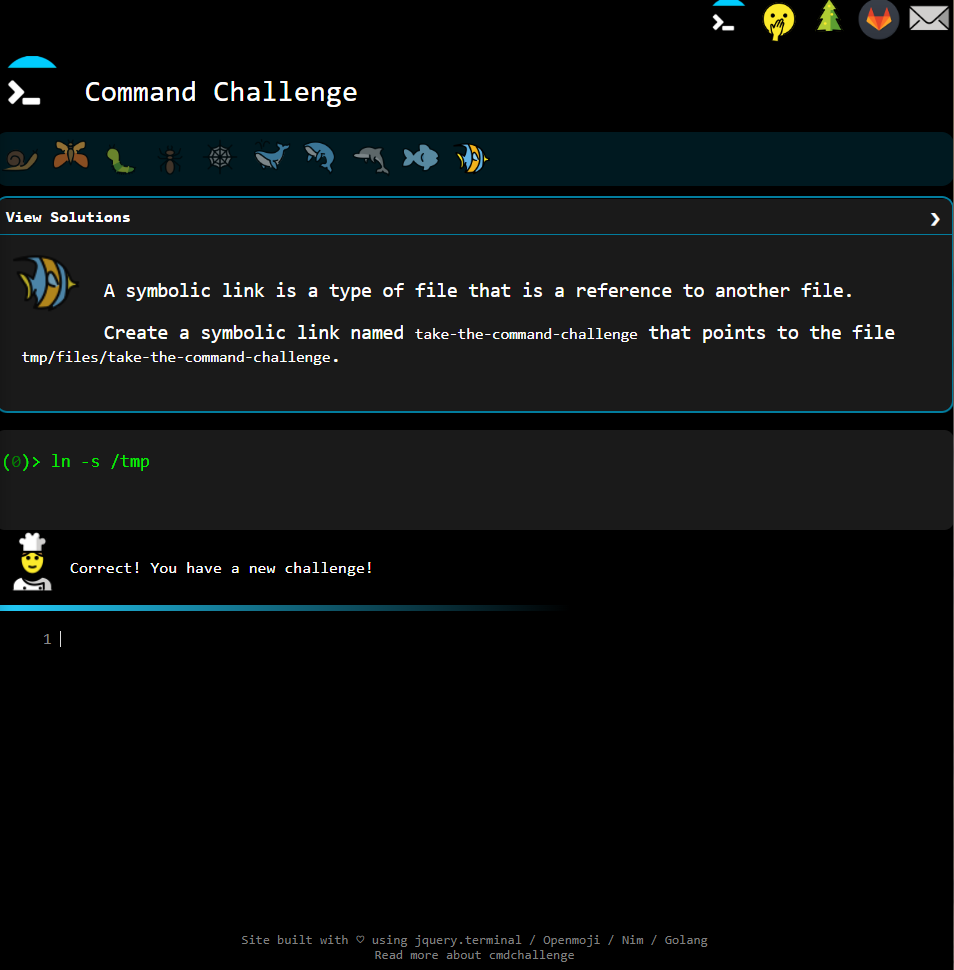 Command Challenge
View Solutions
A symbolic link is a type of file that is a reference to another file.
Create a symbolic link named take-the-command-challenge that points to the file
tmp/files/take-the-command-challenge.
(0)> ln -s /tmp
Correct! You have a new challenge!
1
Site built with ♡ using jquery.terminal / Openmoji / Nim / Golang
Read more about cmdchallenge